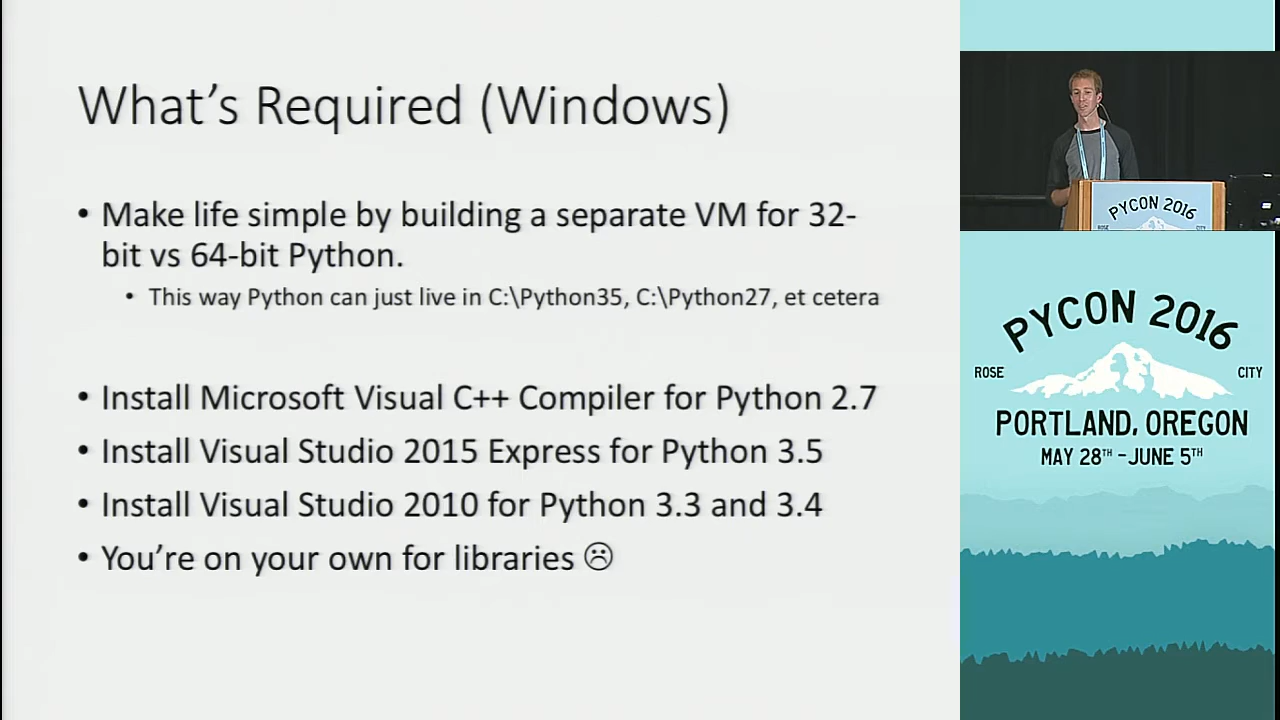 What's Required (Windows)
• Make life simple by building a separate VM for 32-
bit vs 64-bit Python.
• This way Python can just live in C:\Python35, C:\Python27, et cetera
• Install Microsoft Visual C++ Compiler for Python 2.7
• Install Visual Studio 2015 Express for Python 3.5
• Install Visual Studio 2010 for Python 3.3 and 3.4
• You're on your own for libraries ☹
PYCON 2016
ROSE CITY
PYCON 2016
ROSE CITY
PORTLAND, OREGON
MAY 28TH - JUNE 5TH